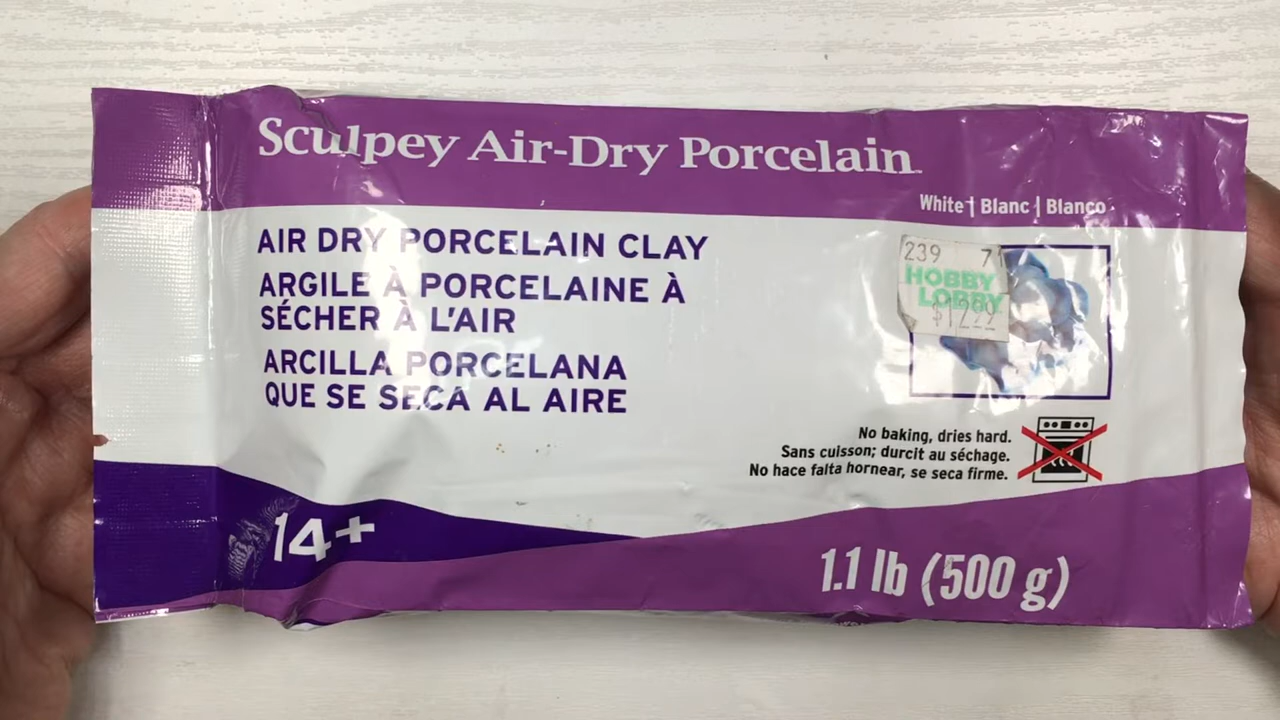 Sculpey Air-Dry Porcelain
White | Blanc | Blanco
AIR DRY PORCELAIN CLAY
ARGILE À PORCELAINE À
SÉCHER À L'AIR
ARCILLA PORCELANA
QUE SE SECA AL AIRE
239 7
HOBBY
LOBBY
$12.99
No baking, dries hard.
Sans cuisson; durcit au séchage.
No hace falta hornear, se seca firme.
14+
1.1 lb (500 g)